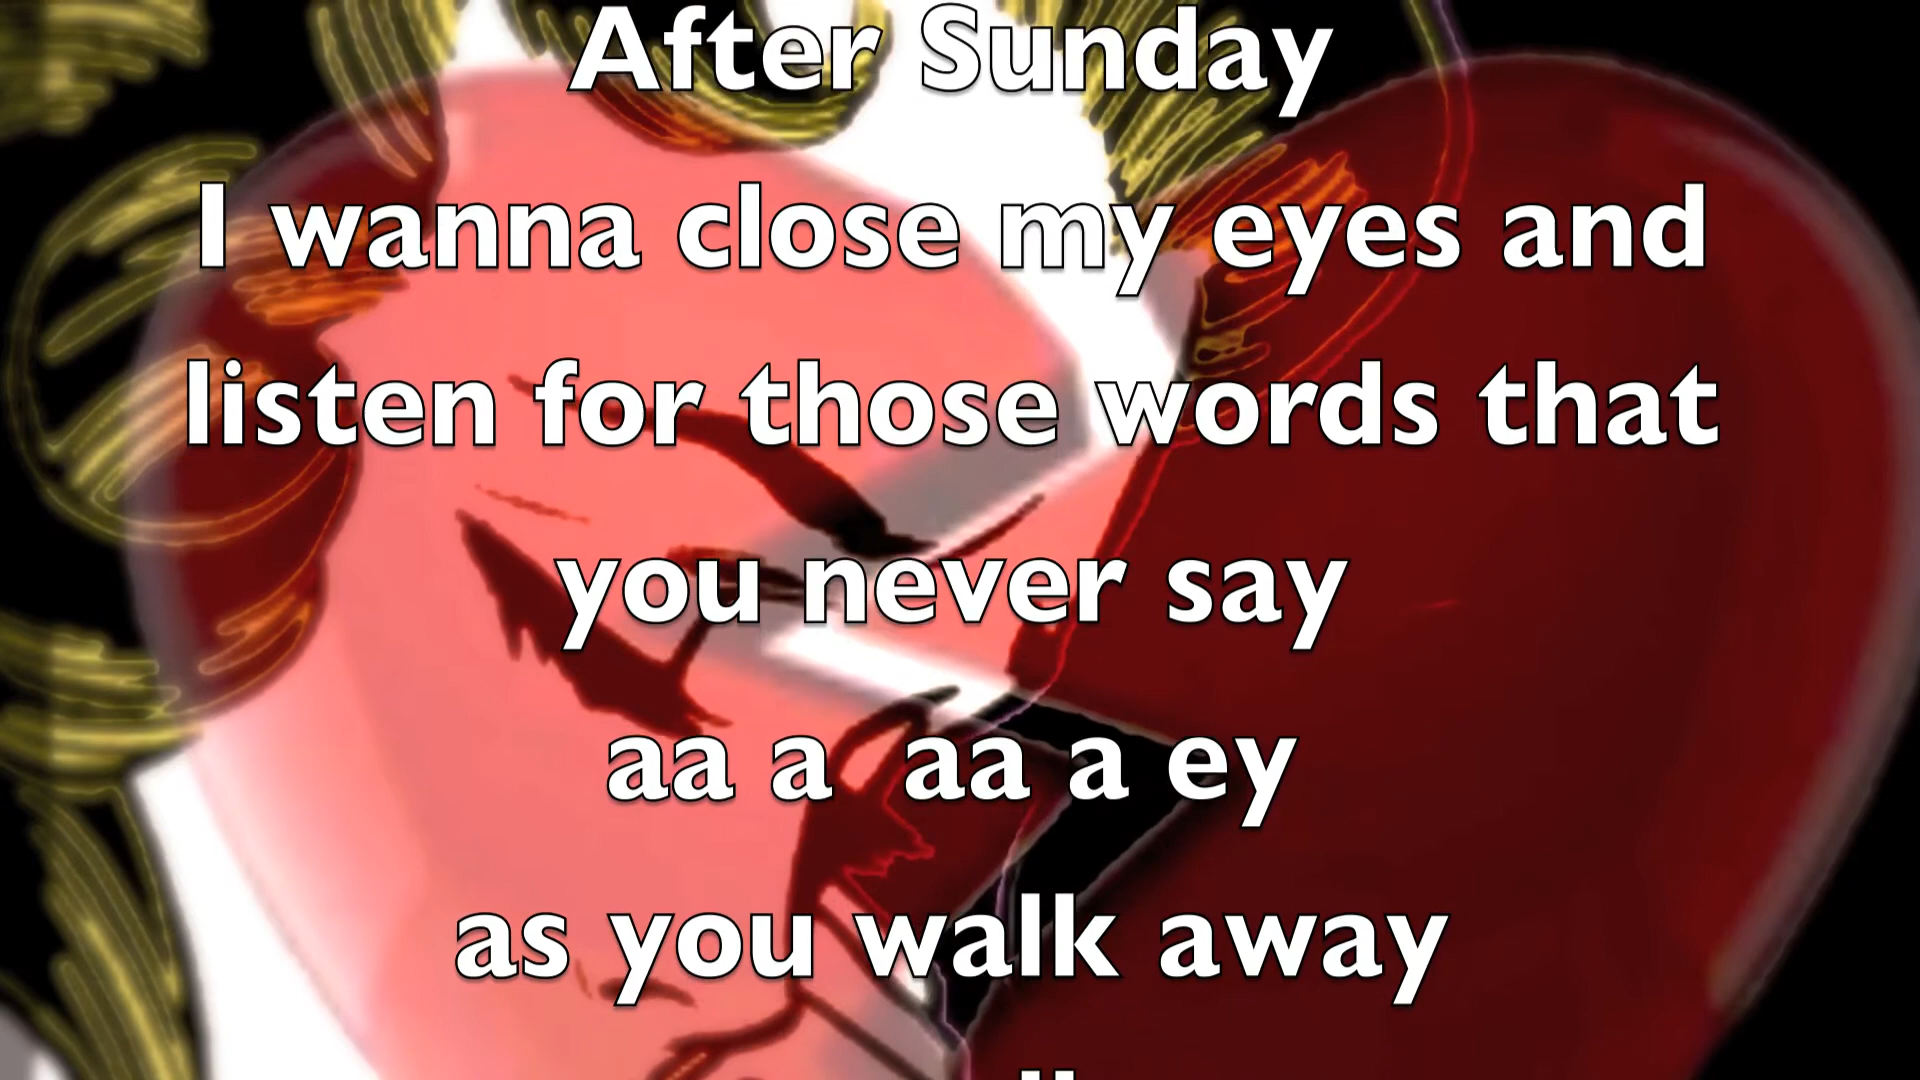 After Sunday
I wanna close my eyes and
listen for those words that
you never say
aa a  aa a ey
as you walk away